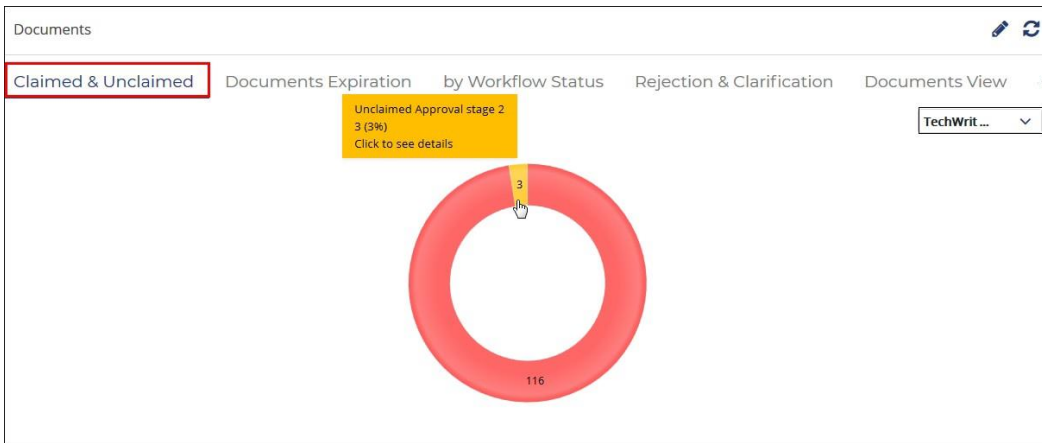 Documents
Claimed & Unclaimed Documents Expiration by Workflow Status Rejection & Clarification Documents View
Unclaimed Approval stage 2
3 (3%)
Click to see details
TechWrit ...
3
116